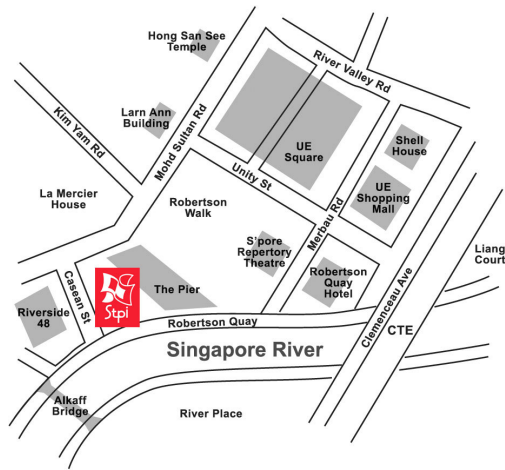 Hong San See
Temple
River Valley Rd
Kim Yam Rd
Larn Ann
Building
Mohd Sultan Rd
UE
Square
Shell
House
Unity St
UE
Shopping
Mall
La Mercier
House
Robertson
Walk
Merbau Rd
S'pore
Repertory
Theatre
Liang
Court
Robertson
Quay
Hotel
Clemenceau Ave
Casean St
The Pier
Stpi
Riverside
48
Robertson Quay
CTE
Singapore River
Alkaff
Bridge
River Place